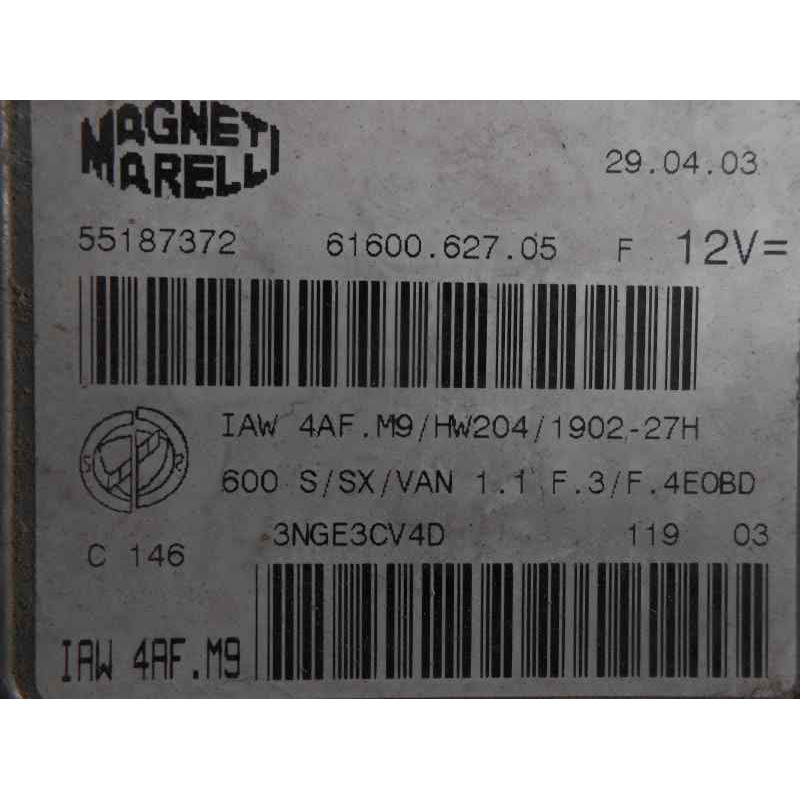 MAGNETI
MARELLI
29.04.03
55187372 61600.627.05 F 12V=
IAW 4AF.M9/HW204/1902-27H
S R
600 S/SX/VAN 1.1 F.3/F.4EOBD
C 146 3NGE3CV4D 119 03
IAW 4AF.M9